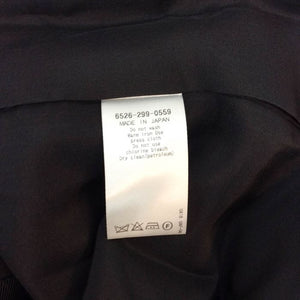 6526-299-0559
MADE IN JAPAN
Do not wash
Warm iron Use
press cloth
Do not use
chlorine bleach
Dry clean(petroleum)